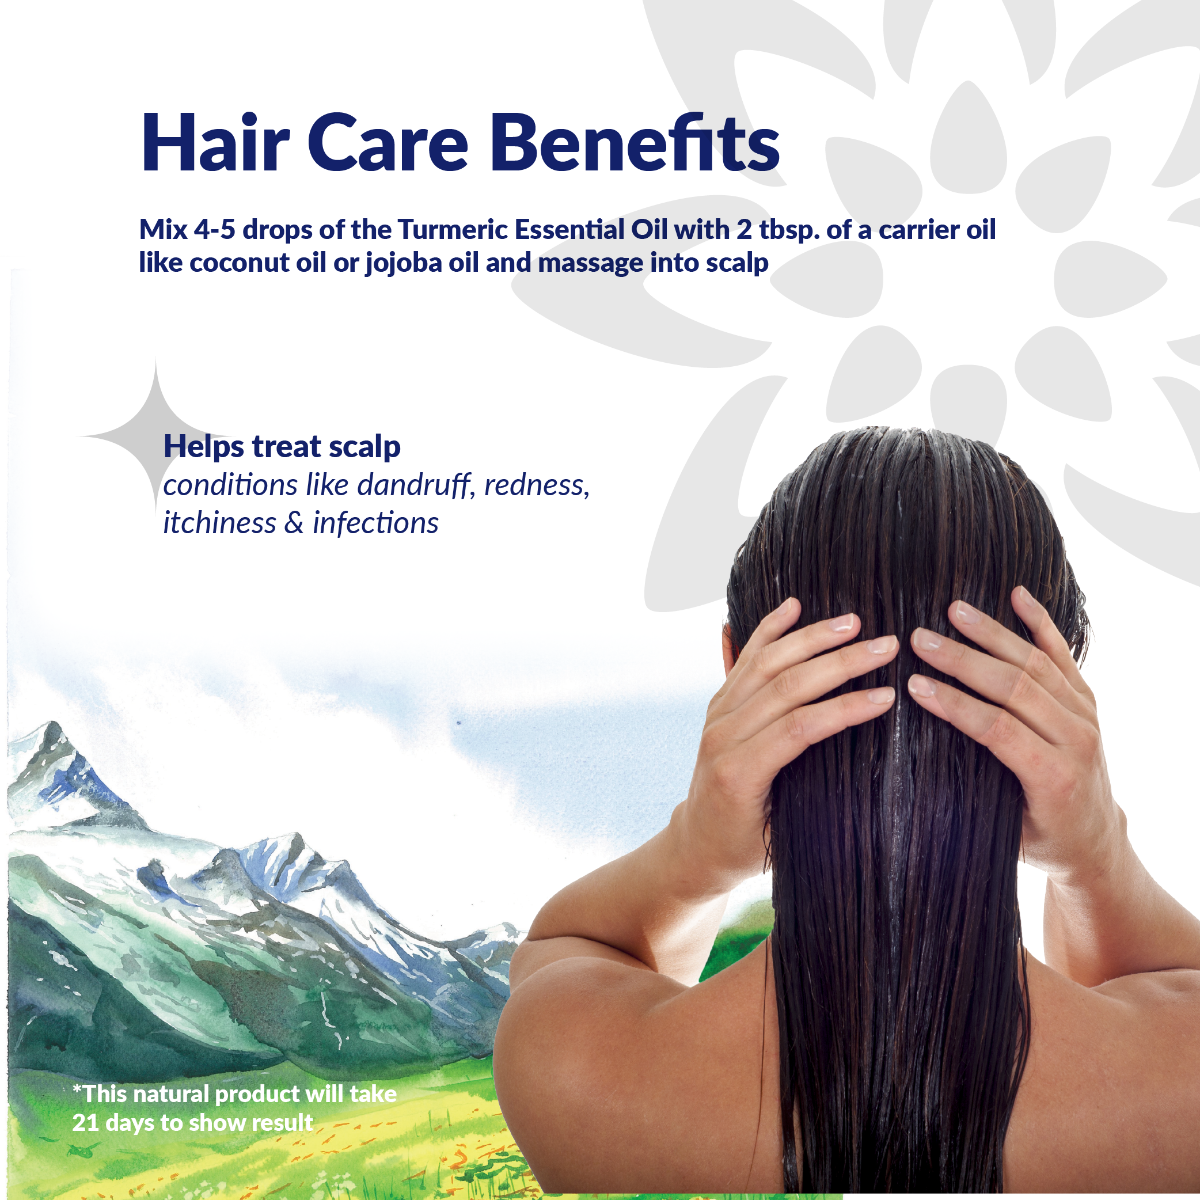 Hair Care Benefits
Mix 4-5 drops of the Turmeric Essential Oil with 2 tbsp. of a carrier oil
like coconut oil or jojoba oil and massage into scalp
Helps treat scalp
conditions like dandruff, redness,
itchiness & infections
*This natural product will take
21 days to show result